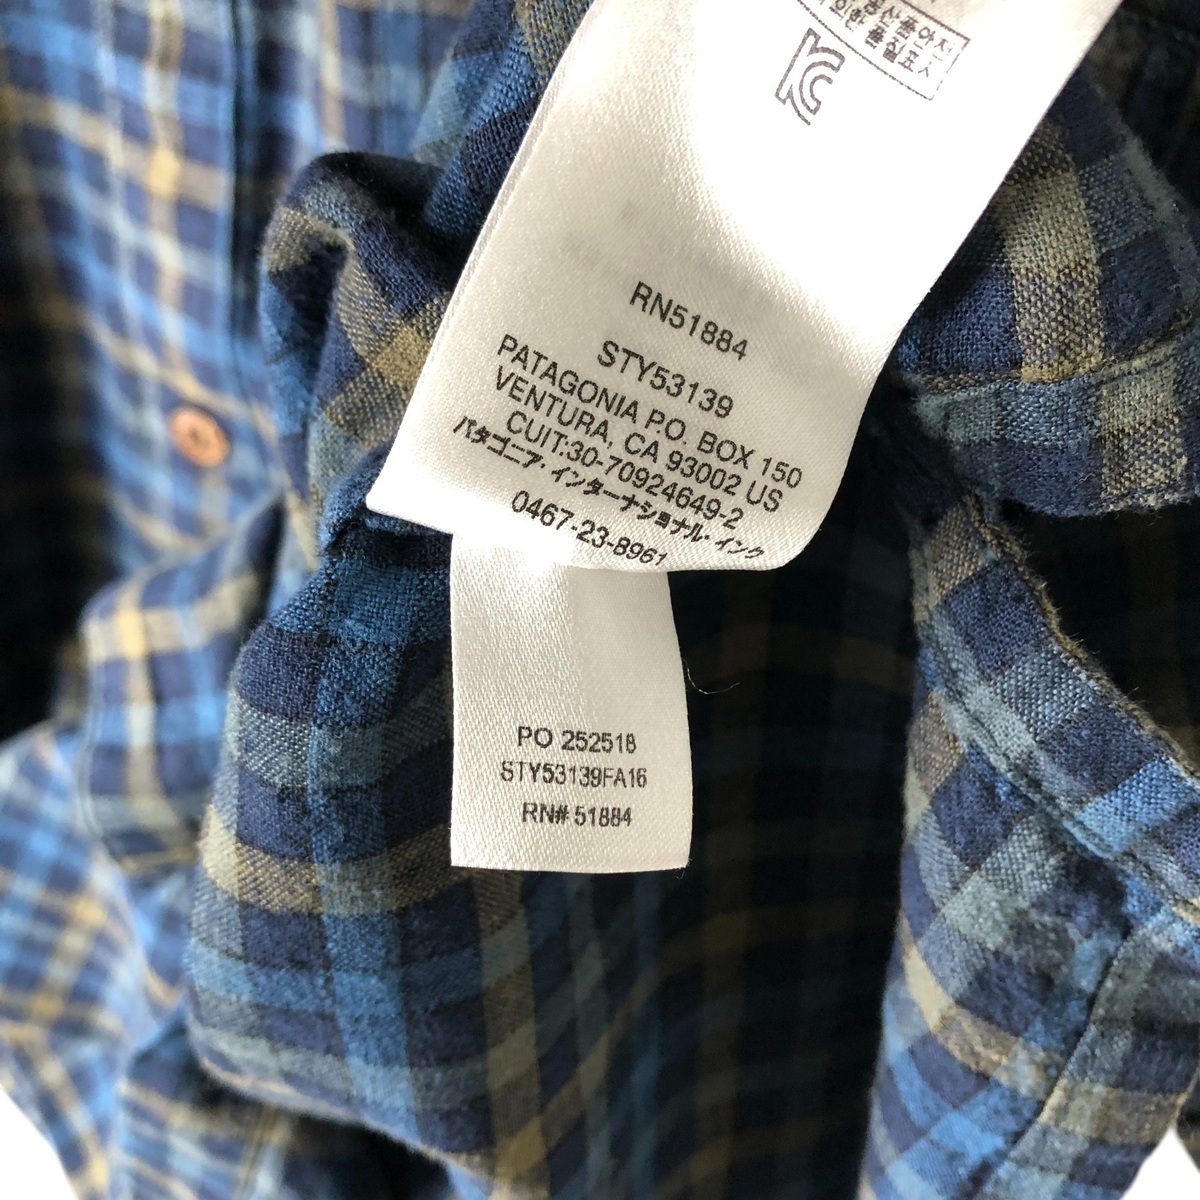 KC
RN51884
STY53139
PATAGONIA P.O. BOX 150
VENTURA, CA 93002 US
CUIT:30-70924649-2
パタゴニア・インターナショナル・インク
0467-23-8961
PO 252518
STY53139FA16
RN# 51884